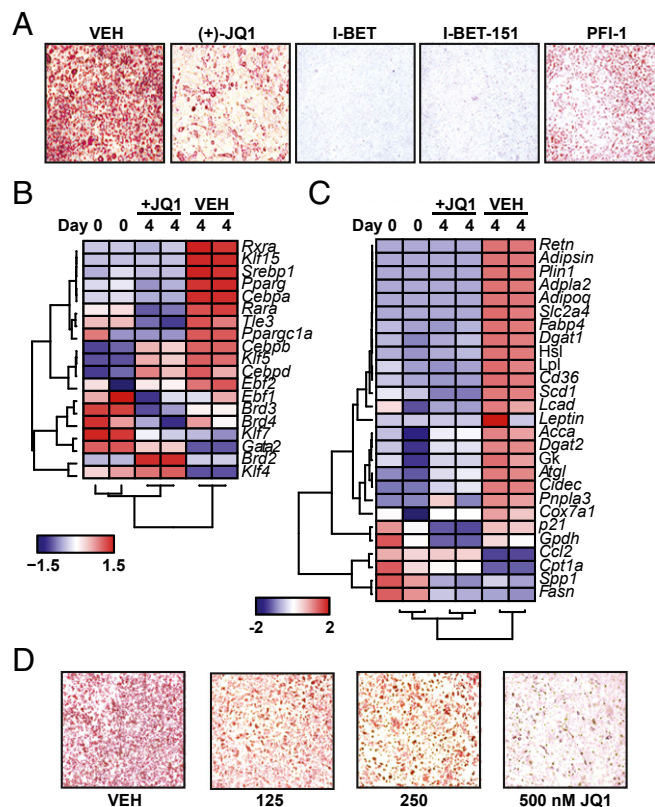 A
VEH (+)-JQ1 I-BET I-BET-151 PFI-1
B
+JQ1 VEH
Day 0 0 4 4 4 4
Rxra
Klf15
Srebp1
Pparg
Cebpa
Rara
Tle3
Ppargc1a
Cebpb
Klf5
Cebpd
Ebf2
Ebf1
Brd3
Brd4
Klf7
Gata2
Brd2
Klf4
−1.5 1.5
C
+JQ1 VEH
Day 0 0 4 4 4 4
Retn
Adipsin
Plin1
Adpla2
Adipoq
Slc2a4
Fabp4
Dgat1
Hsl
Lpl
Cd36
Scd1
Lcad
Leptin
Acca
Dgat2
Gk
Atgl
Cidec
Pnpla3
Cox7a1
p21
Gpdh
Ccl2
Cpt1a
Spp1
Fasn
-2 2
D
VEH 125 250 500 nM JQ1